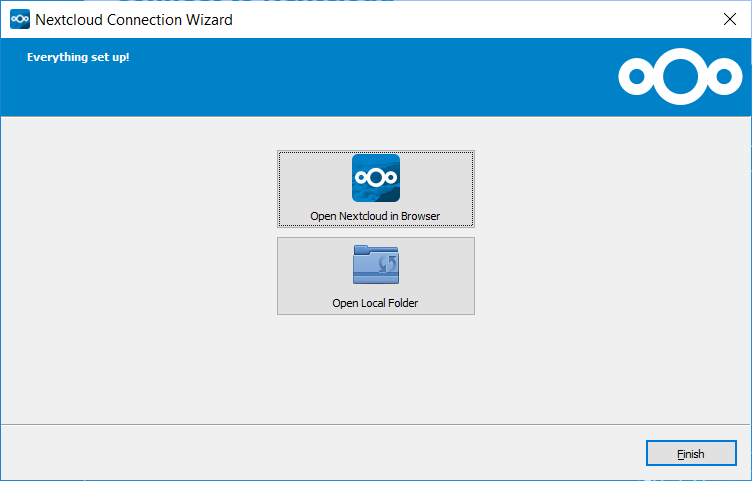 Nextcloud Connection Wizard
Everything set up!
Open Nextcloud in Browser
Open Local Folder
Finish